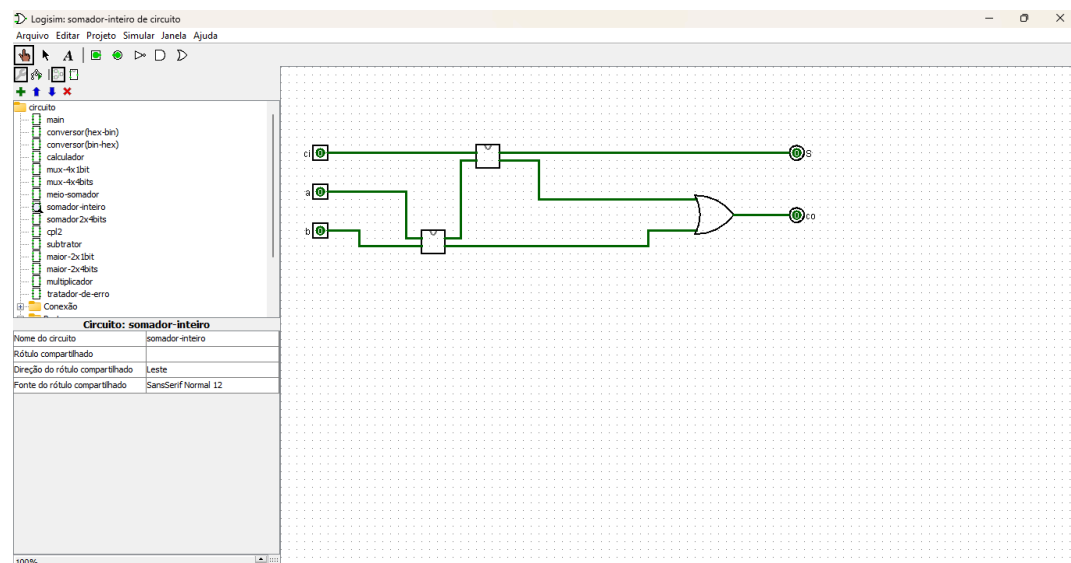 Logisim: somador-inteiro de circuito
Arquivo Editar Projeto Simular Janela Ajuda
A
circuito
main
conversor(hex-bin)
conversor(bin-hex)
calculador
mux-4x1bit
mux-4x4bits
meio-somador
somador-inteiro
somador2x4bits
cpl2
subtrator
maior-2x1bit
maior-2x4bits
multiplicador
tratador-de-erro
Conexão
Circuito: somador-inteiro
Nome do circuito somador-inteiro
Rótulo compartilhado
Direção do rótulo compartilhado Leste
Fonte do rótulo compartilhado SansSerif Normal 12
100%
ci 0
0 S
a 0
0 co
b 0